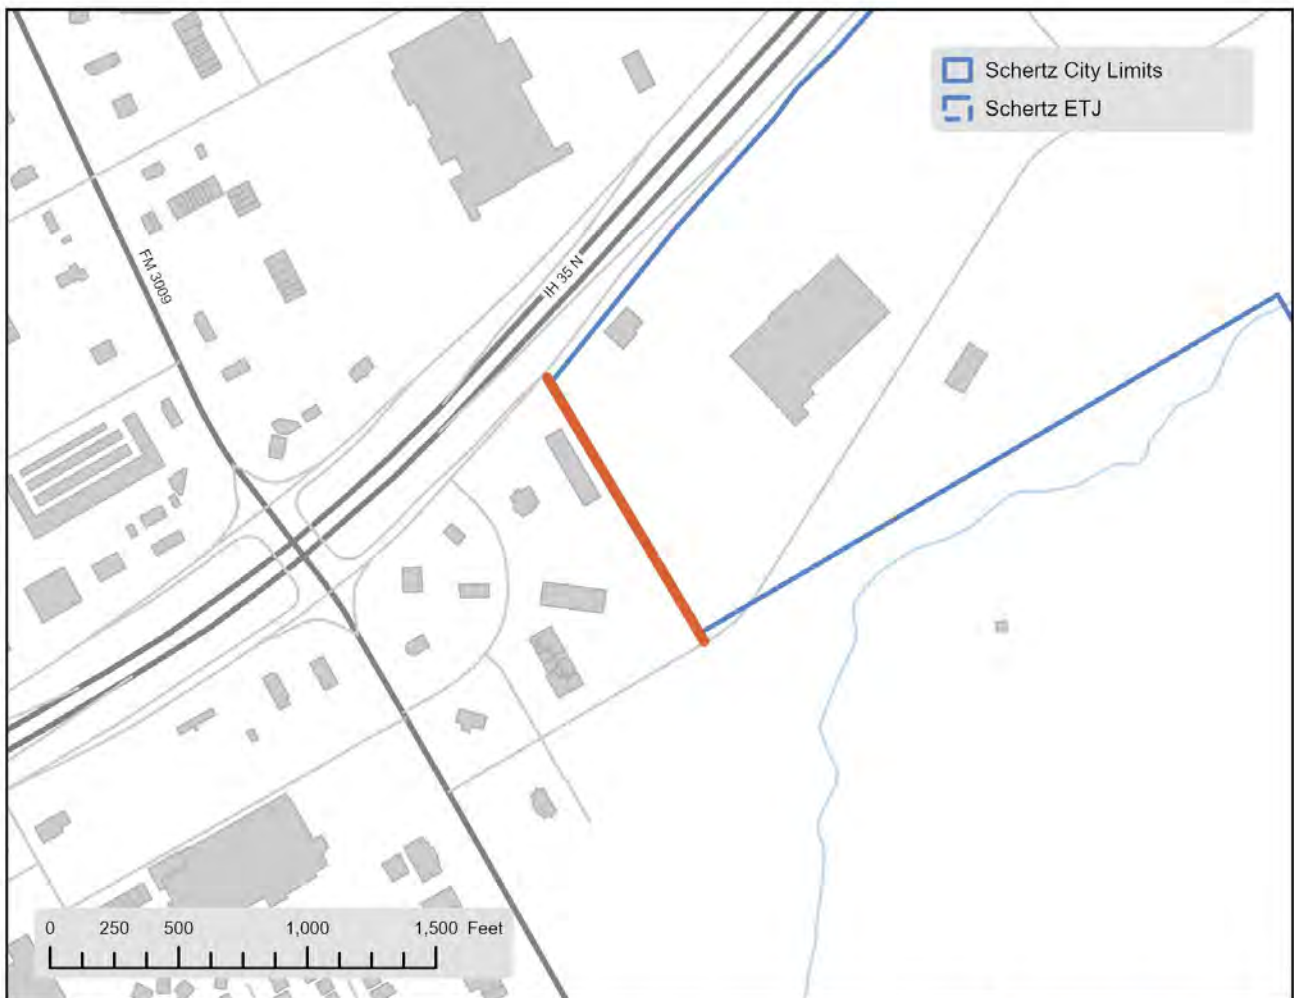 Schertz City Limits
Schertz ETJ
FM 3009
IH 35 N
0 250 500 1,000 1,500 Feet